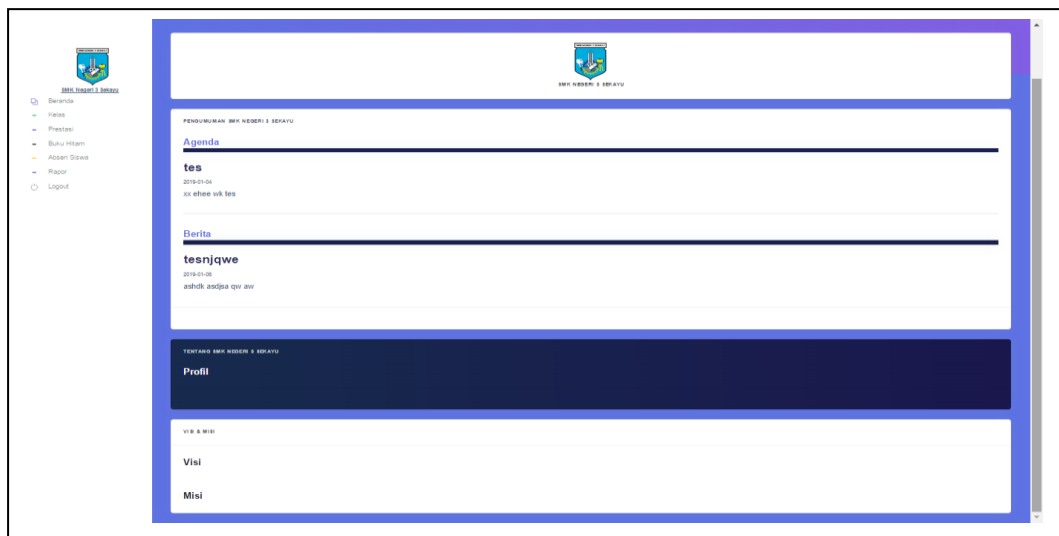 SMK Negeri 3 Sekayu
Beranda
Kelas
Prestasi
Buku Hitam
Absen Siswa
Rapor
Logout
SMK NEGERI 3 SEKAYU
PENGUMUMAN SMK NEGERI 3 SEKAYU
Agenda
tes
2019-01-04
xx ehee wk tes
Berita
tesnjqwe
2019-01-06
ashdk asdjsa qw aw
TENTANG SMK NEGERI 3 SEKAYU
Profil
VISI & MISI
Visi
Misi